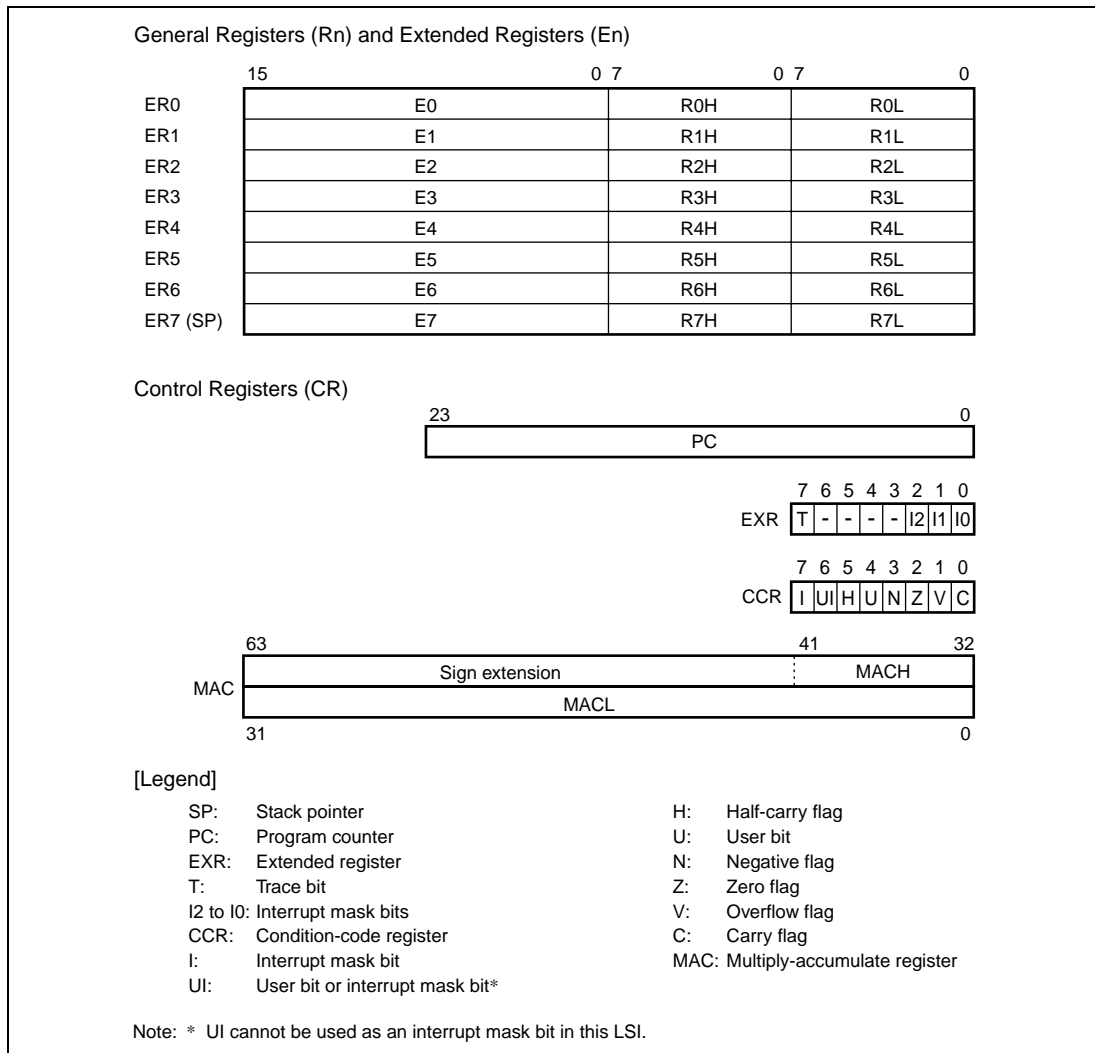 General Registers (Rn) and Extended Registers (En)
15 0 7 0 7 0
ER0 E0 R0H R0L
ER1 E1 R1H R1L
ER2 E2 R2H R2L
ER3 E3 R3H R3L
ER4 E4 R4H R4L
ER5 E5 R5H R5L
ER6 E6 R6H R6L
ER7 (SP) E7 R7H R7L
Control Registers (CR)
23 0
PC
7 6 5 4 3 2 1 0
EXR T - - - - I2 I1 I0
7 6 5 4 3 2 1 0
CCR I UI H U N Z V C
63 41 32
Sign extension MACH
MAC
MACL
31 0
[Legend]
SP: Stack pointer
PC: Program counter
EXR: Extended register
T: Trace bit
I2 to I0: Interrupt mask bits
CCR: Condition-code register
I: Interrupt mask bit
UI: User bit or interrupt mask bit*
H: Half-carry flag
U: User bit
N: Negative flag
Z: Zero flag
V: Overflow flag
C: Carry flag
MAC: Multiply-accumulate register
Note: * UI cannot be used as an interrupt mask bit in this LSI.